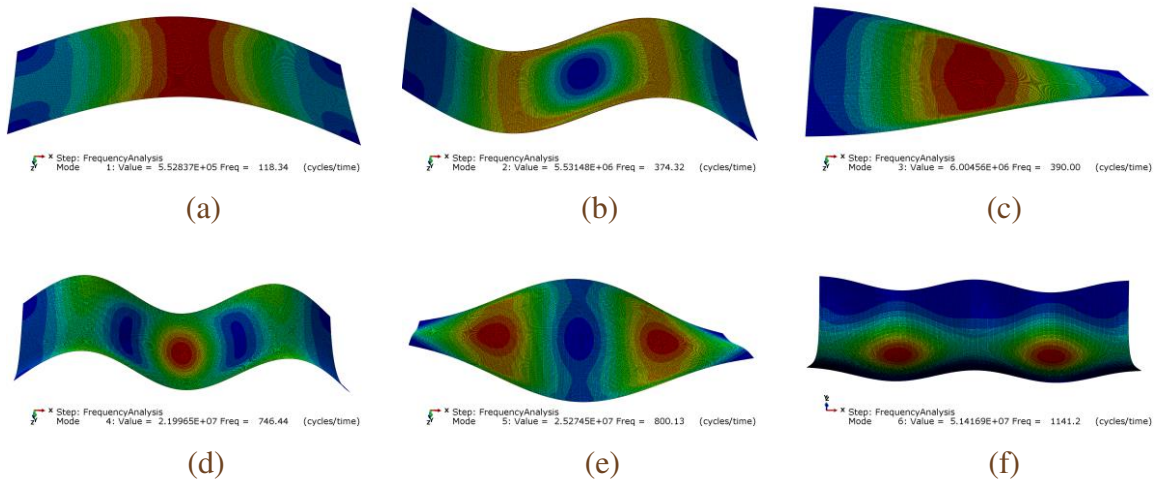 X
Y
Z
Step: FrequencyAnalysis
Mode 1: Value = 5.52837E+05 Freq = 118.34 (cycles/time)
(a)
X
Y
Z
Step: FrequencyAnalysis
Mode 2: Value = 5.53148E+06 Freq = 374.32 (cycles/time)
(b)
X
Y
Z
Step: FrequencyAnalysis
Mode 3: Value = 6.00456E+06 Freq = 390.00 (cycles/time)
(c)
X
Y
Z
Step: FrequencyAnalysis
Mode 4: Value = 2.19965E+07 Freq = 746.44 (cycles/time)
(d)
X
Y
Z
Step: FrequencyAnalysis
Mode 5: Value = 2.52745E+07 Freq = 800.13 (cycles/time)
(e)
Y
Z
X
Step: FrequencyAnalysis
Mode 6: Value = 5.14169E+07 Freq = 1141.2 (cycles/time)
(f)